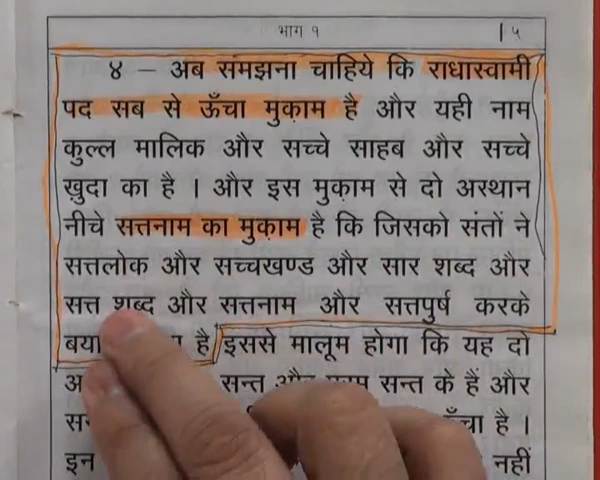 भाग १
५
४ – अब समझना चाहिये कि राधास्वामी
पद सब से ऊँचा मुक़ाम है और यही नाम
कुल्ल मालिक और सच्चे साहब और सच्चे
ख़ुदा का है । और इस मुक़ाम से दो अस्थान
नीचे सत्तनाम का मुक़ाम है कि जिसको संतों ने
सत्तलोक और सच्चखण्ड और सार शब्द और
सत्त शब्द और सत्तनाम और सत्तपुर्ष करके
है इससे मालूम होगा कि यह दो
सन्त और सन्त के हैं और
है ।
इन नहीं